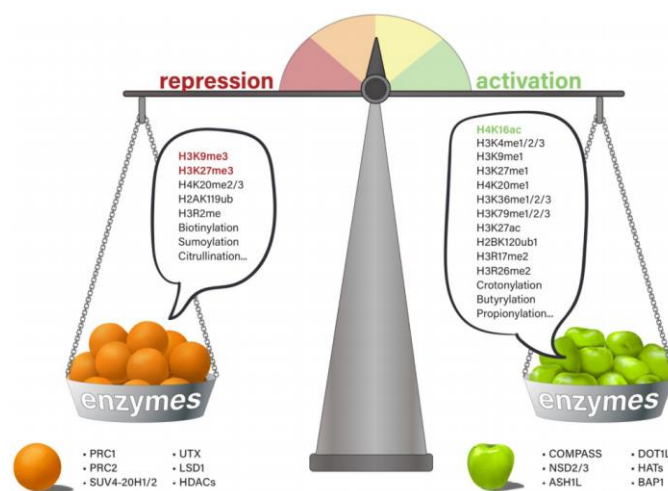 repression
activation
H3K9me3
H3K27me3
H4K20me2/3
H2AK119ub
H3R2me
Biotinylation
Sumoylation
Citrullination...
H4K16ac
H3K4me1/2/3
H3K9me1
H3K27me1
H4K20me1
H3K36me1/2/3
H3K79me1/2/3
H3K27ac
H2BK120ub1
H3R17me2
H3R26me2
Crotonylation
Butyrylation
Propionylation...
enzymes
enzymes
• PRC1
• PRC2
• SUV4-20H1/2
• UTX
• LSD1
• HDACs
• COMPASS
• NSD2/3
• ASH1L
• DOT1L
• HATs
• BAP1